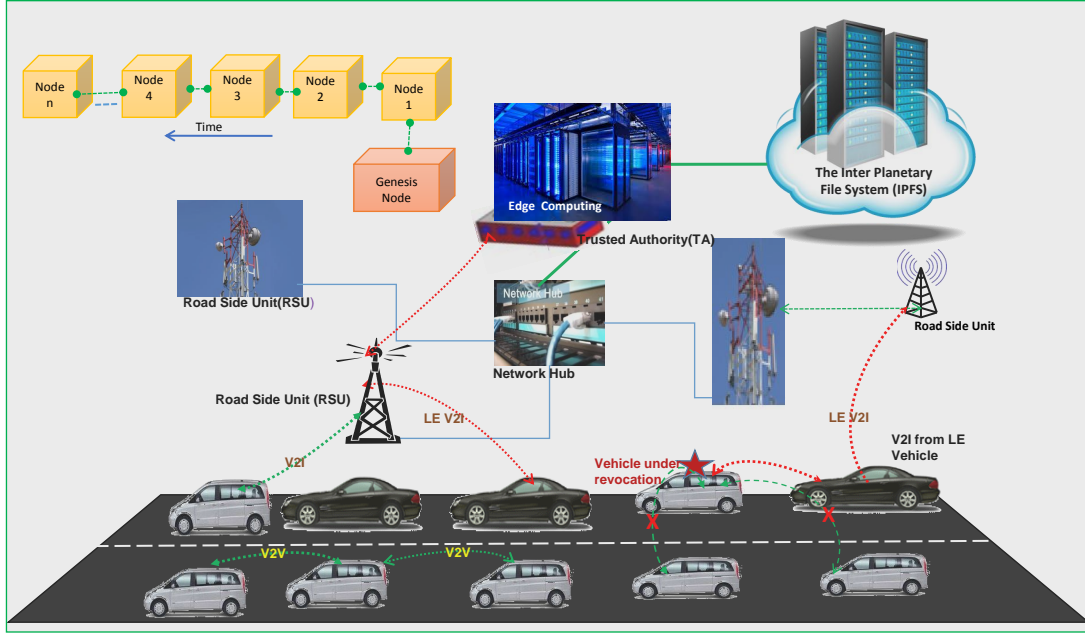 Node
n
Node
4
Node
3
Node
2
Node
1
Time
Genesis
Node
Edge Computing
The Inter Planetary
File System (IPFS)
Trusted Authority(TA)
Road Side Unit(RSU)
Network Hub
Network Hub
Road Side Unit
Road Side Unit (RSU)
LE V2I
LE V2I
V2I from LE
Vehicle
V2I
Vehicle under
revocation
X
X
V2V
V2V